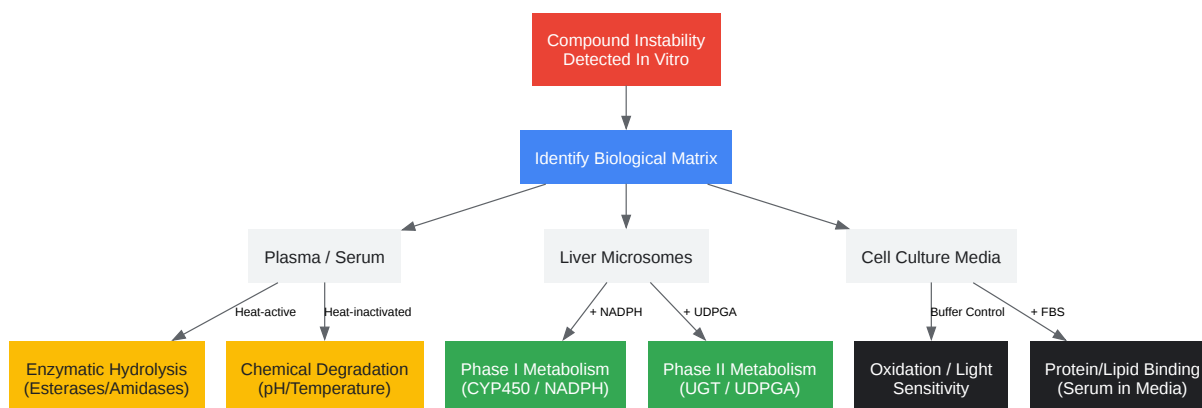 Compound Instability
Detected In Vitro
Identify Biological Matrix
Plasma / Serum
Liver Microsomes
Cell Culture Media
Heat-active
Heat-inactivated
+ NADPH
+ UDPGA
Buffer Control
+ FBS
Enzymatic Hydrolysis
(Esterases/Amidases)
Chemical Degradation
(pH/Temperature)
Phase I Metabolism
(CYP450 / NADPH)
Phase II Metabolism
(UGT / UDPGA)
Oxidation / Light
Sensitivity
Protein/Lipid Binding
(Serum in Media)